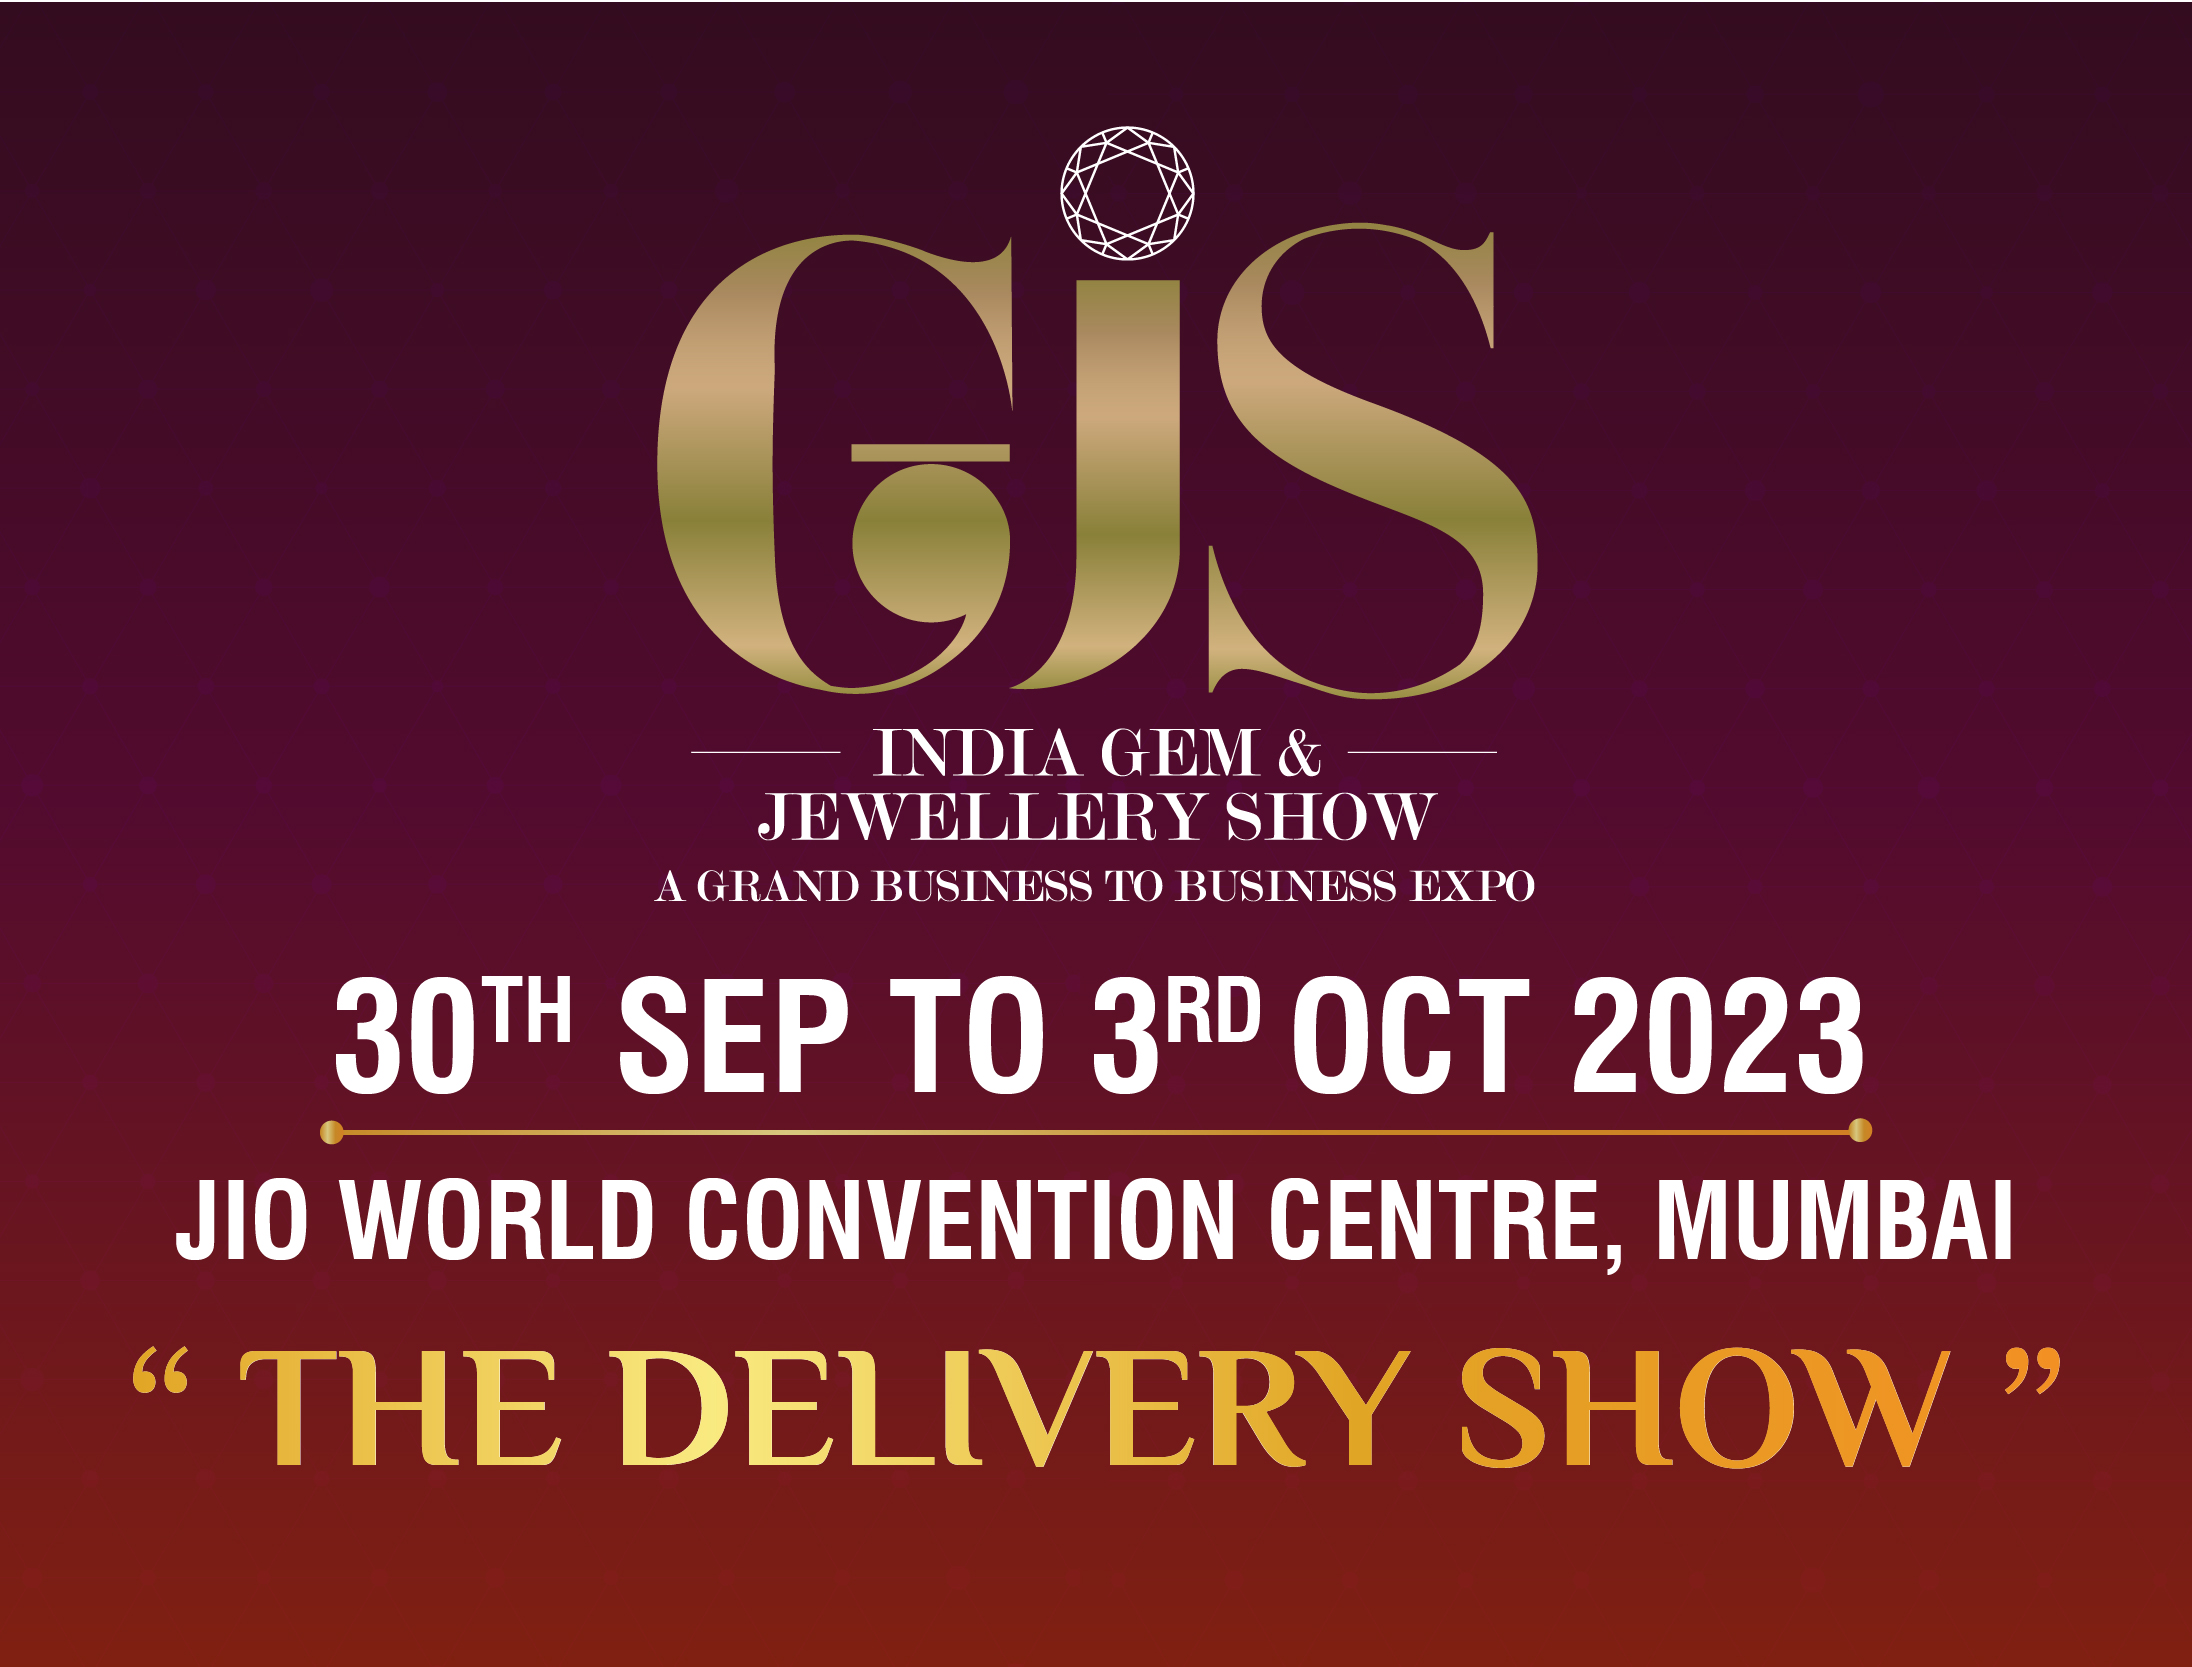 GJS
INDIA GEM &
JEWELLERY SHOW
A GRAND BUSINESS TO BUSINESS EXPO
30TH SEP TO 3RD OCT 2023
JIO WORLD CONVENTION CENTRE, MUMBAI
“ THE DELIVERY SHOW ”